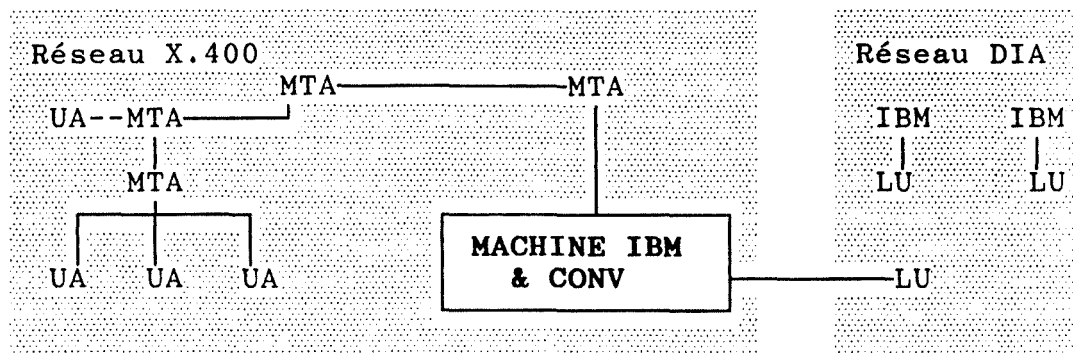 Réseau X.400
Réseau DIA
MTA MTA
UA--MTA
IBM IBM
MTA
LU LU
MACHINE IBM
& CONV
UA UA UA
LU